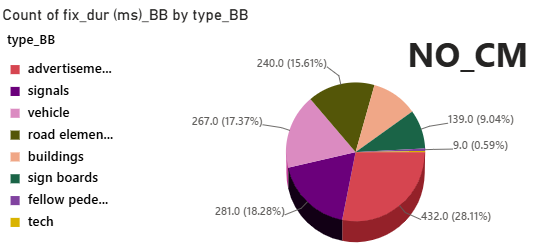 Count of fix_dur (ms)_BB by type_BB
type_BB
advertiseme...
signals
vehicle
road elemen...
buildings
sign boards
fellow pede...
tech
NO_CM
240.0 (15.61%)
267.0 (17.37%)
139.0 (9.04%)
9.0 (0.59%)
281.0 (18.28%)
432.0 (28.11%)